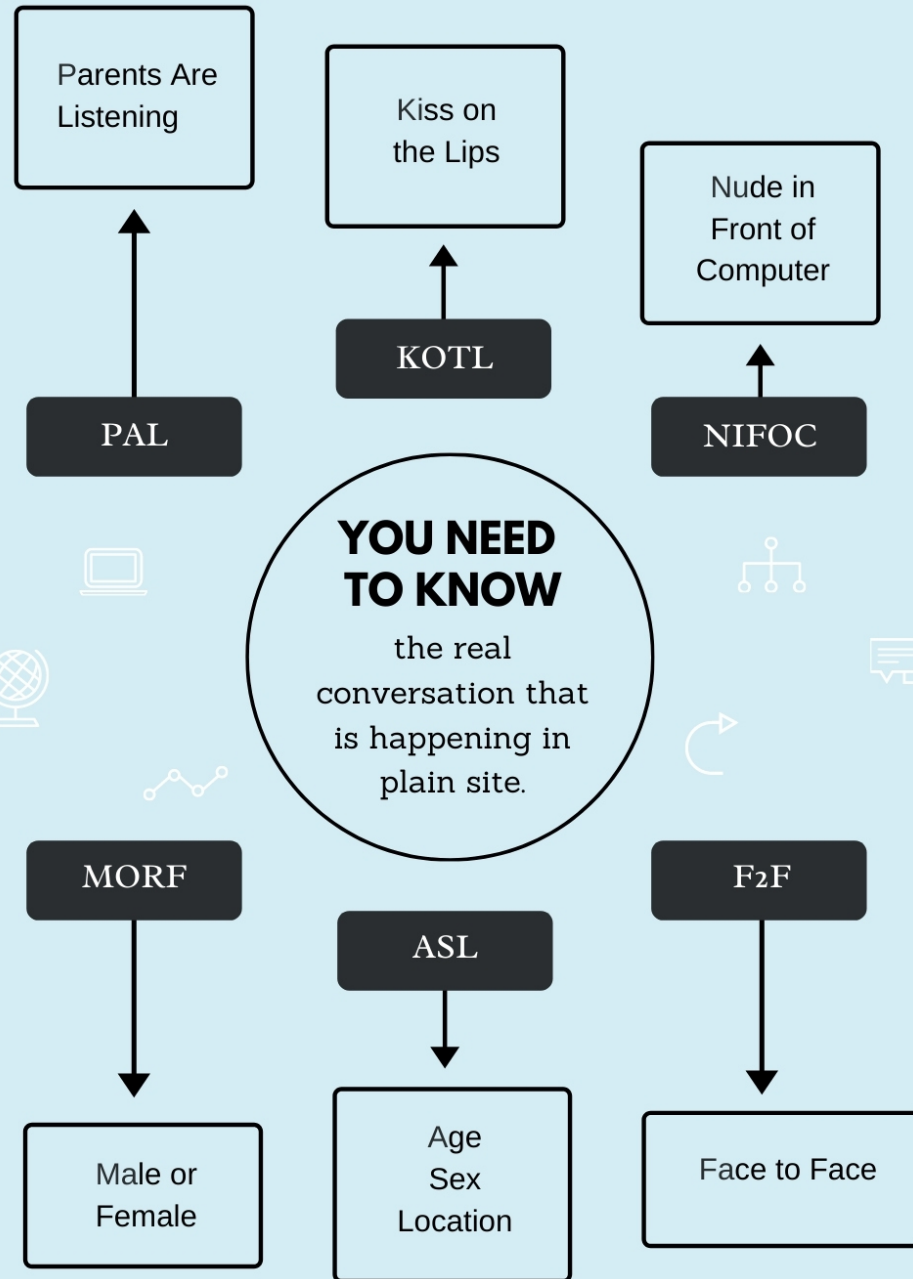 Parents Are
Listening
Kiss on
the Lips
Nude in
Front of
Computer
PAL
KOTL
NIFOC
YOU NEED
TO KNOW
the real
conversation that
is happening in
plain site.
MORF
ASL
F2F
Male or
Female
Age
Sex
Location
Face to Face